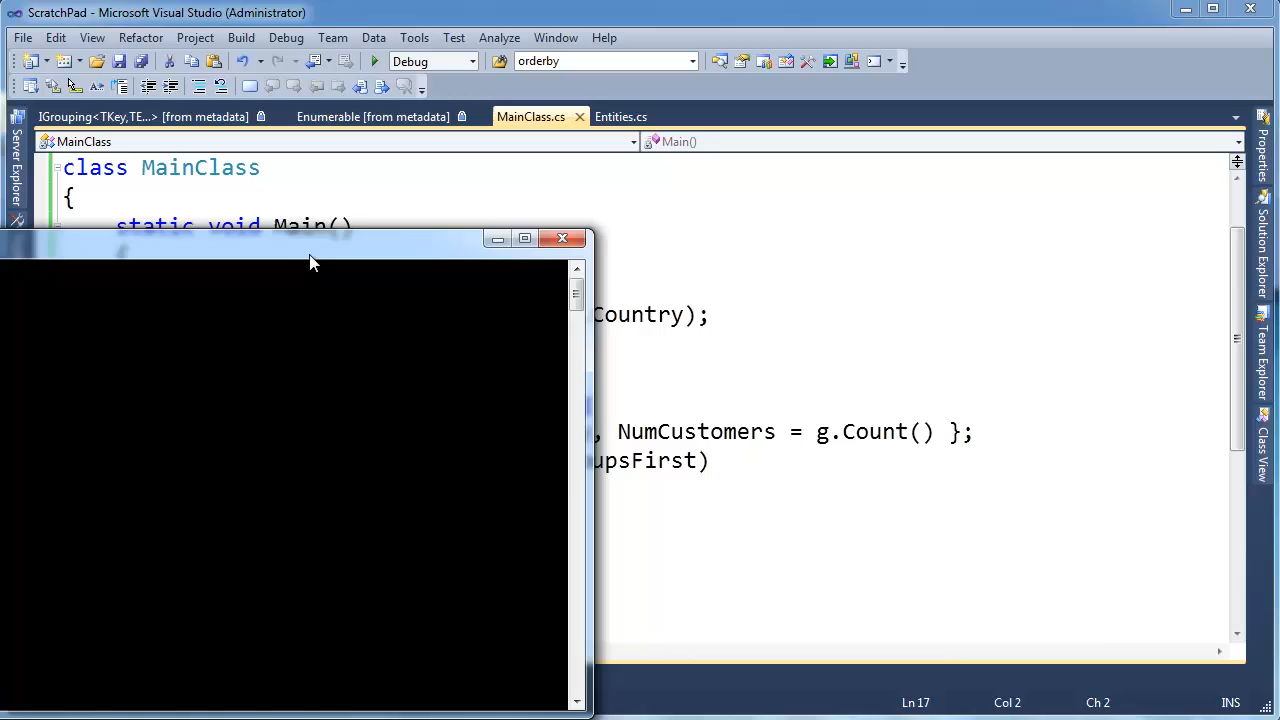 ScratchPad - Microsoft Visual Studio (Administrator)
File Edit View Refactor Project Build Debug Team Data Tools Test Analyze Window Help
Debug orderby
IGrouping<TKey,TE...> [from metadata] Enumerable [from metadata] MainClass.cs Entities.cs
MainClass Main()
class MainClass
{
static void Main()
{
Country);
, NumCustomers = g.Count() };
upsFirst)
Server Explorer
Properties
Solution Explorer
Team Explorer
Class View
Ln 17 Col 2 Ch 2 INS